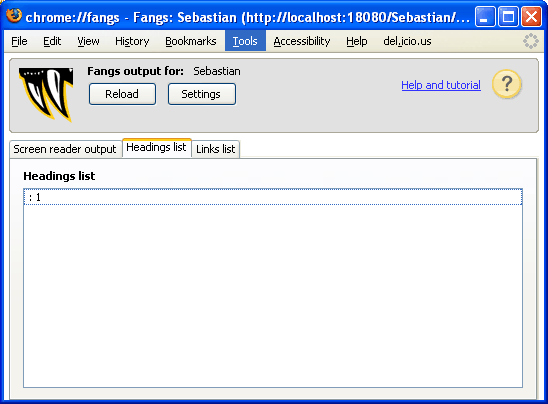 chrome://fangs - Fangs: Sebastian (http://localhost:18080/Sebastian/...
File Edit View History Bookmarks Tools Accessibility Help del.icio.us
Fangs output for: Sebastian
Reload Settings
Help and tutorial ?
Screen reader output Headings list Links list
Headings list
: 1